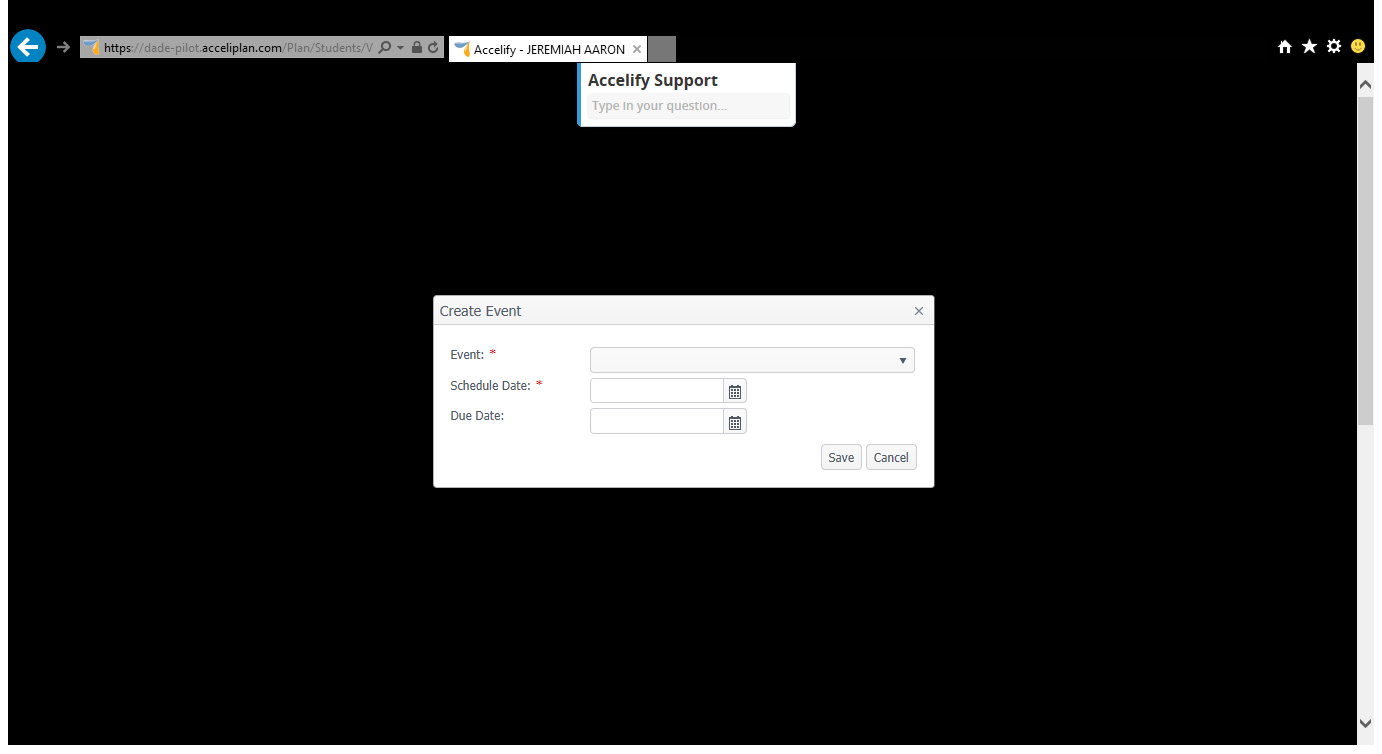 https://dade-pilot.acceliplan.com/Plan/Students/V
Accelify - JEREMIAH AARON
Accelify Support
Type in your question...
Create Event
Event: *
Schedule Date: *
Due Date:
Save Cancel